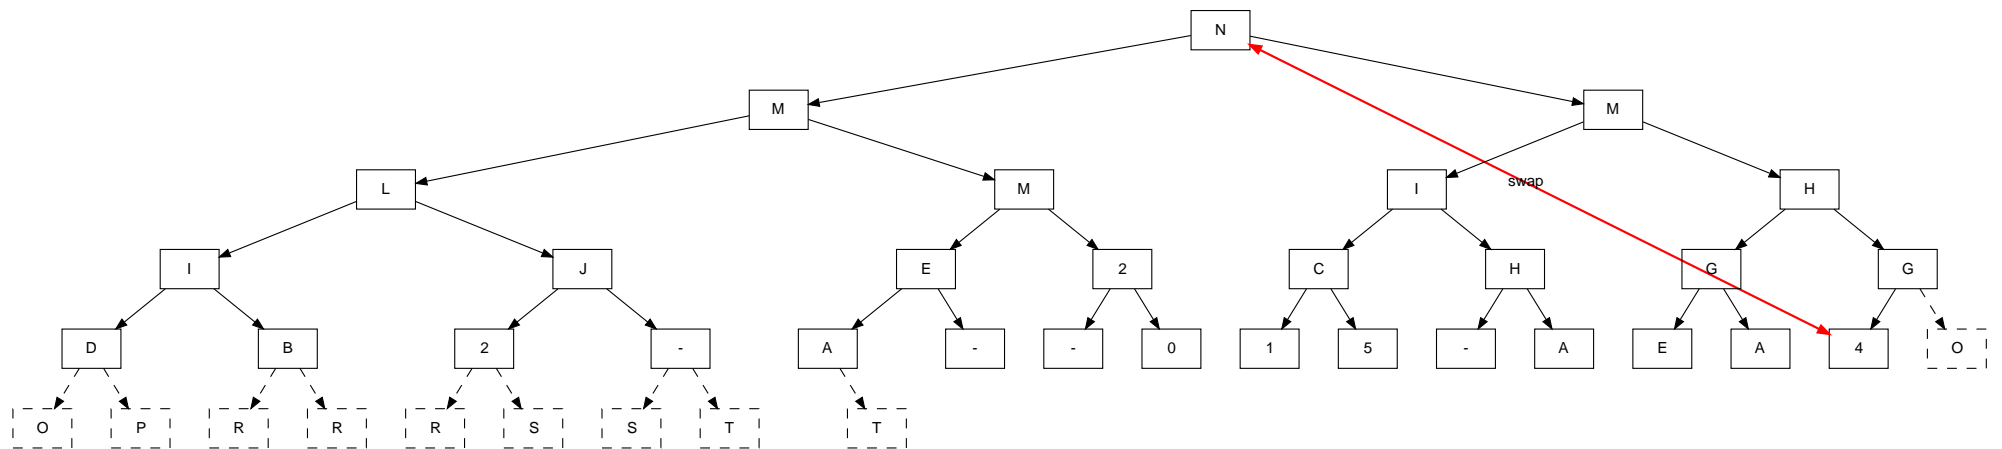 N
M M
L M I H
swap
I J E 2 C H G G
D B 2 - A - - 0 1 5 - A E A 4 O
O P R R R S S T T